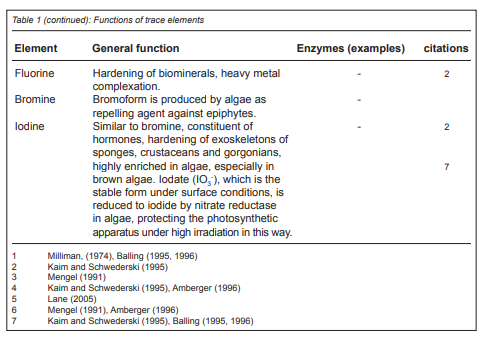 Table 1 (continued): Functions of trace elements
Element General function Enzymes (examples) citations
Fluorine Hardening of biominerals, heavy metal - 2
complexation.
Bromine Bromoform is produced by algae as -
repelling agent against epiphytes.
Iodine Similar to bromine, constituent of - 2
hormones, hardening of exoskeletons of
sponges, crustaceans and gorgonians,
highly enriched in algae, especially in 7
brown algae. Iodate (IO₃⁻), which is the
stable form under surface conditions, is
reduced to iodide by nitrate reductase
in algae, protecting the photosynthetic
apparatus under high irradiation in this way.
1 Milliman, (1974), Balling (1995, 1996)
2 Kaim and Schwederski (1995)
3 Mengel (1991)
4 Kaim and Schwederski (1995), Amberger (1996)
5 Lane (2005)
6 Mengel (1991), Amberger (1996)
7 Kaim and Schwederski (1995), Balling (1995, 1996)